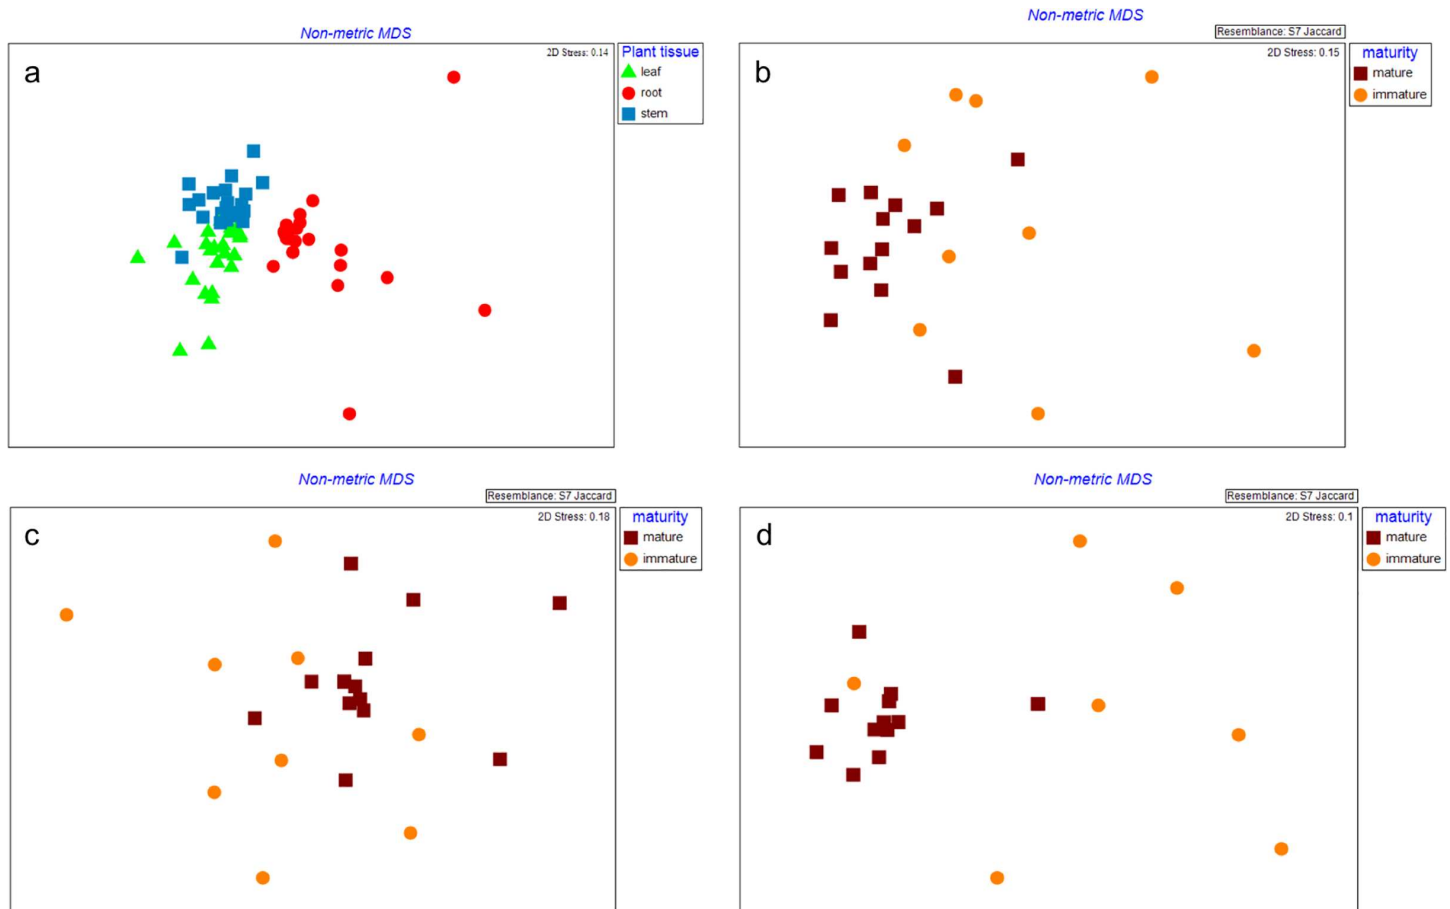 Non-metric MDS
2D Stress: 0.14
a
Plant tissue
leaf
root
stem
Non-metric MDS
Resemblance: S7 Jaccard
2D Stress: 0.15
b
maturity
mature
immature
Non-metric MDS
Resemblance: S7 Jaccard
2D Stress: 0.18
c
maturity
mature
immature
Non-metric MDS
Resemblance: S7 Jaccard
2D Stress: 0.1
d
maturity
mature
immature